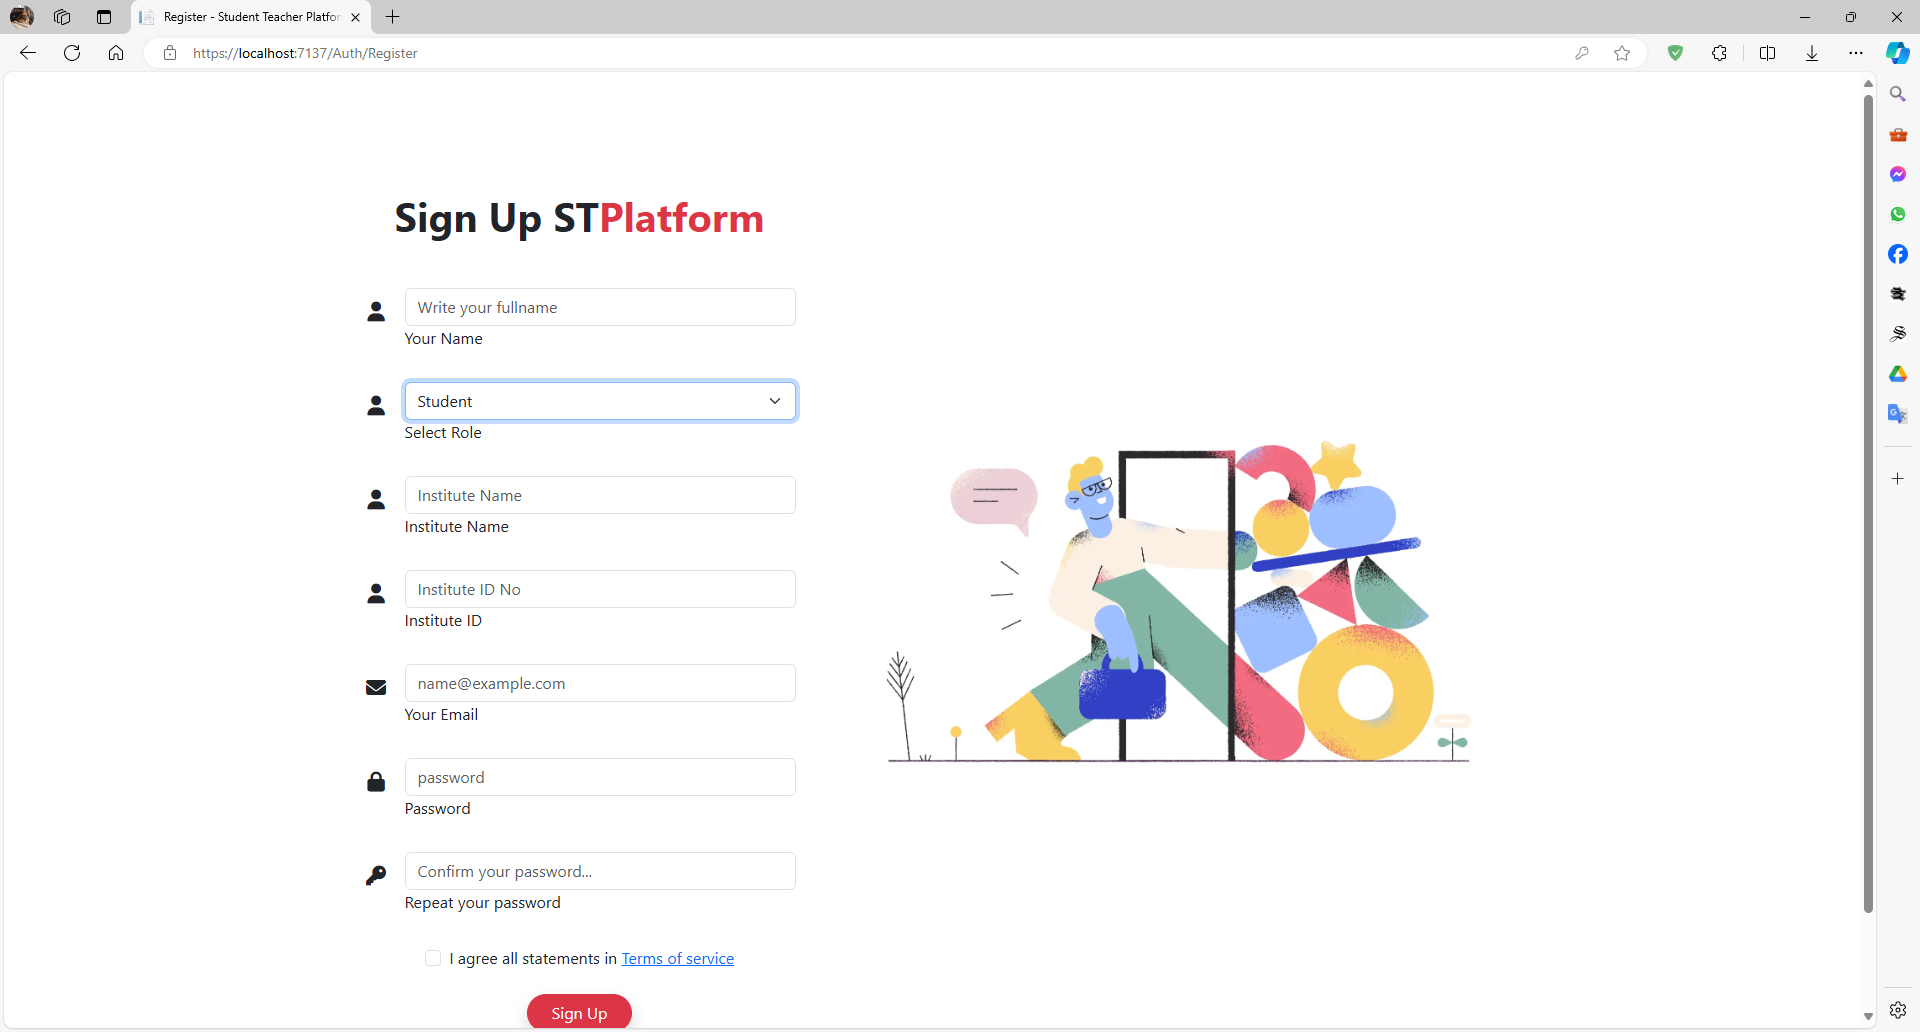 Register - Student Teacher Platfor
https://localhost:7137/Auth/Register
Sign Up STPlatform
Write your fullname
Your Name
Student
Select Role
Institute Name
Institute Name
Institute ID No
Institute ID
name@example.com
Your Email
password
Password
Confirm your password...
Repeat your password
I agree all statements in Terms of service
Sign Up